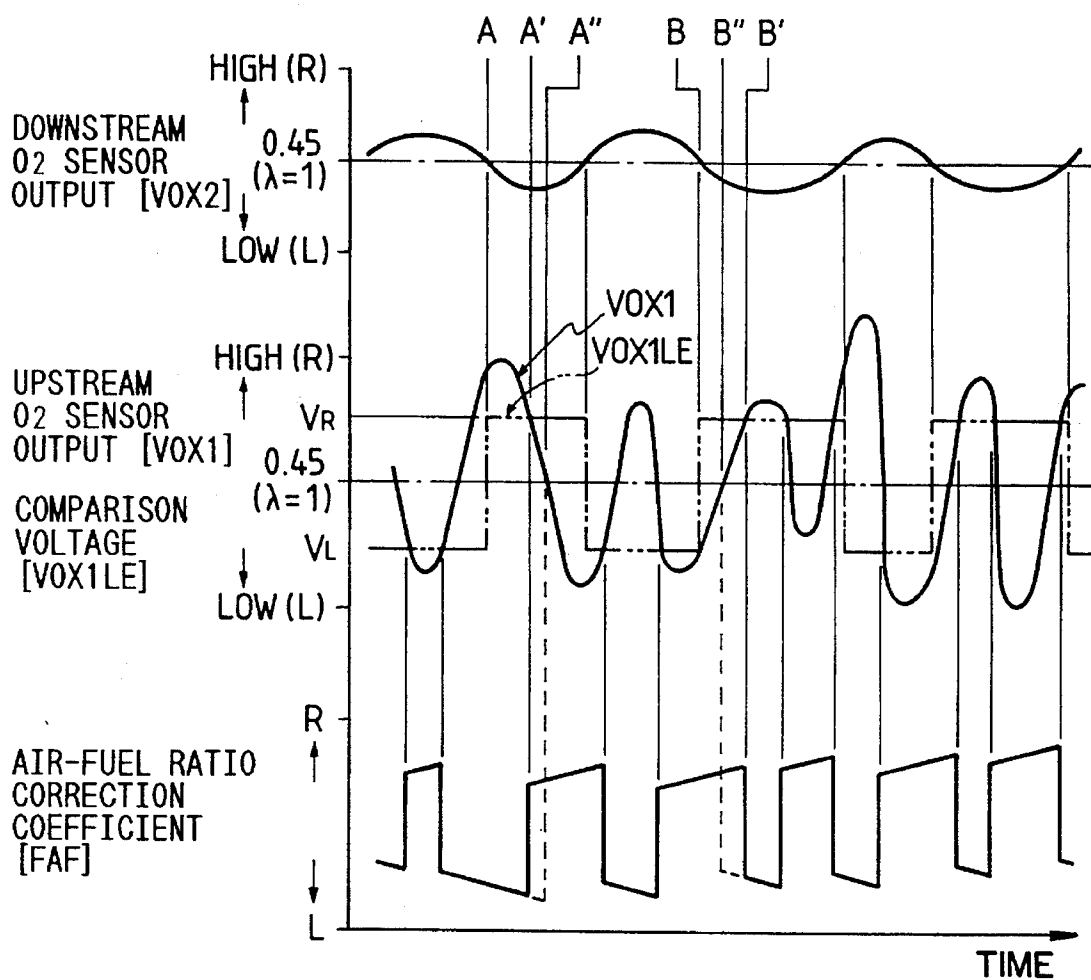 A A' A" B B" B'
HIGH (R)
DOWNSTREAM
O2 SENSOR
OUTPUT [VOX2]
0.45
(λ=1)
LOW (L)
VOX1
VOX1LE
HIGH (R)
UPSTREAM
O2 SENSOR
OUTPUT [VOX1]
VR
0.45
(λ=1)
COMPARISON
VOLTAGE
[VOX1LE]
VL
LOW (L)
R
AIR-FUEL RATIO
CORRECTION
COEFFICIENT
[FAF]
L
TIME